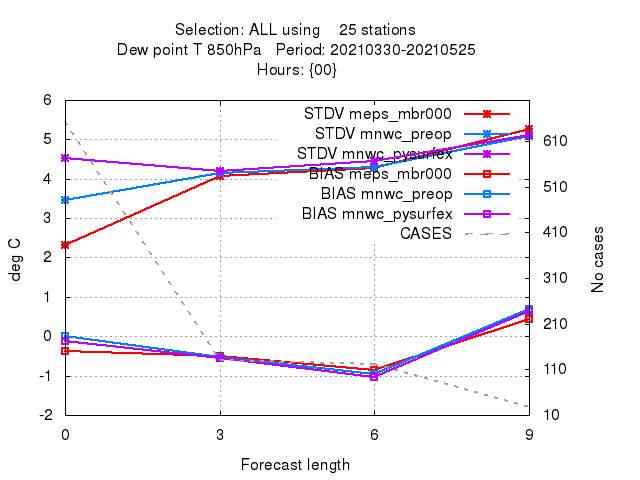 Selection: ALL using 25 stations
Dew point T 850hPa Period: 20210330-20210525
Hours: {00}
STDV meps_mbr000
STDV mnwc_preop
STDV mnwc_pysurfex
BIAS meps_mbr000
BIAS mnwc_preop
BIAS mnwc_pysurfex
CASES
deg C
6
5
4
3
2
1
0
-1
-2
No cases
610
510
410
310
210
110
10
0 3 6 9
Forecast length